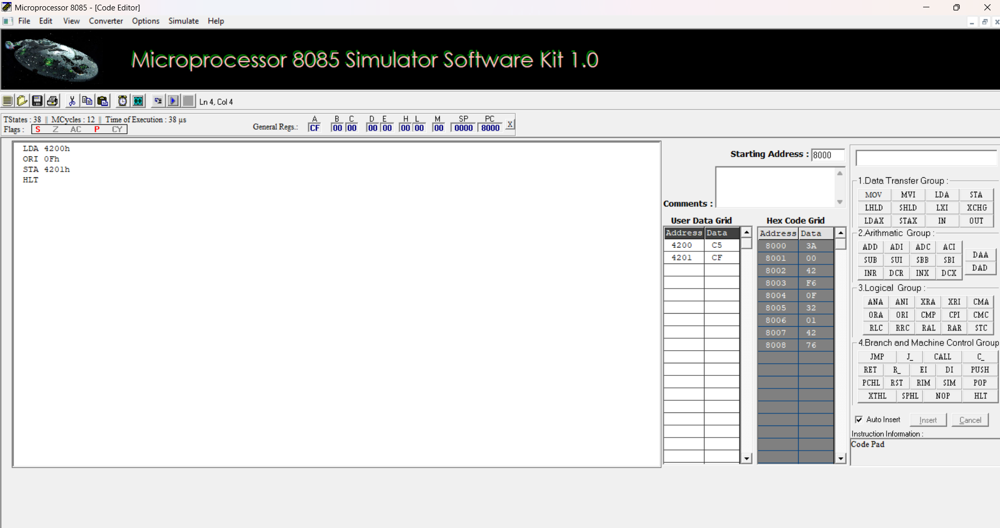 Microprocessor 8085 - [Code Editor]
File Edit View Converter Options Simulate Help
Microprocessor 8085 Simulator Software Kit 1.0
Ln 4, Col 4
TStates : 38 MCycles : 12 Time of Execution : 38 µs
Flags : S Z AC P CY
General Regs.:
A B C D E H L M SP PC
CF 00 00 00 00 00 00 00 0000 8000 X
LDA 4200h
ORI 0Fh
STA 4201h
HLT
Starting Address : 8000
Comments :
User Data Grid
Address Data
4200 C5
4201 CF
Hex Code Grid
Address Data
8000 3A
8001 00
8002 42
8003 F6
8004 0F
8005 32
8006 01
8007 42
8008 76
1.Data Transfer Group :
MOV MVI LDA STA
LHLD SHLD LXI XCHG
LDAX STAX IN OUT
2.Arithmatic Group :
ADD ADI ADC ACI
SUB SUI SBB SBI
INR DCR INX DCX
DAA
DAD
3.Logical Group :
ANA ANI XRA XRI CMA
ORA ORI CMP CPI CMC
RLC RRC RAL RAR STC
4.Branch and Machine Control Group
JMP J_ CALL C_
RET R_ EI DI PUSH
PCHL RST RIM SIM POP
XTHL SPHL NOP HLT
Auto Insert Insert Cancel
Instruction Information :
Code Pad